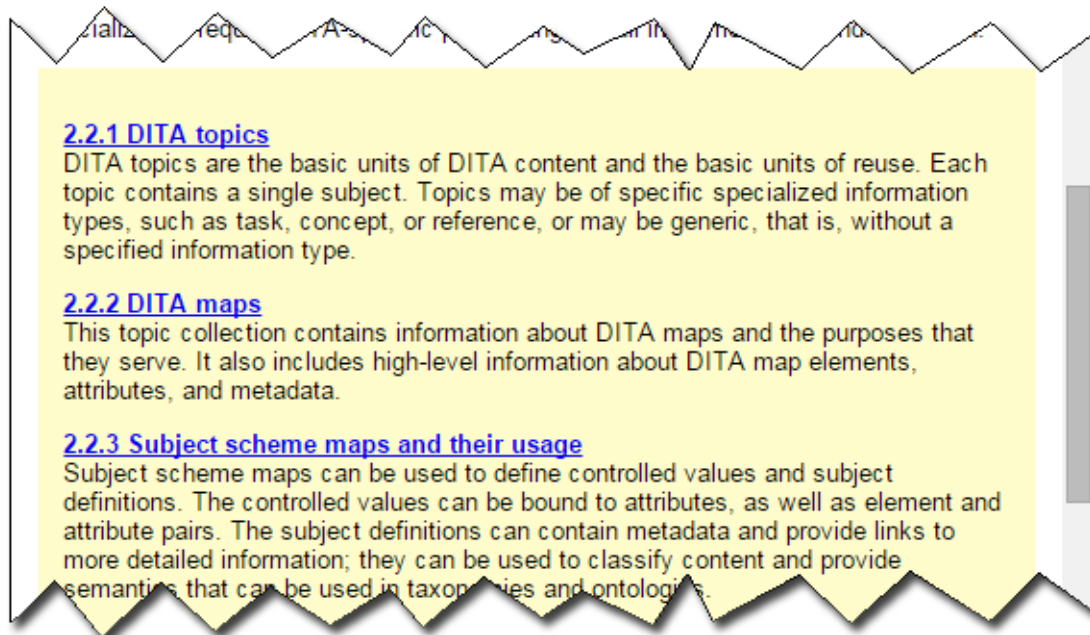 2.2.1 DITA topics
DITA topics are the basic units of DITA content and the basic units of reuse. Each
topic contains a single subject. Topics may be of specific specialized information
types, such as task, concept, or reference, or may be generic, that is, without a
specified information type.
2.2.2 DITA maps
This topic collection contains information about DITA maps and the purposes that
they serve. It also includes high-level information about DITA map elements,
attributes, and metadata.
2.2.3 Subject scheme maps and their usage
Subject scheme maps can be used to define controlled values and subject
definitions. The controlled values can be bound to attributes, as well as element and
attribute pairs. The subject definitions can contain metadata and provide links to
more detailed information; they can be used to classify content and provide
semantics that can be used in taxonomies and ontologies.